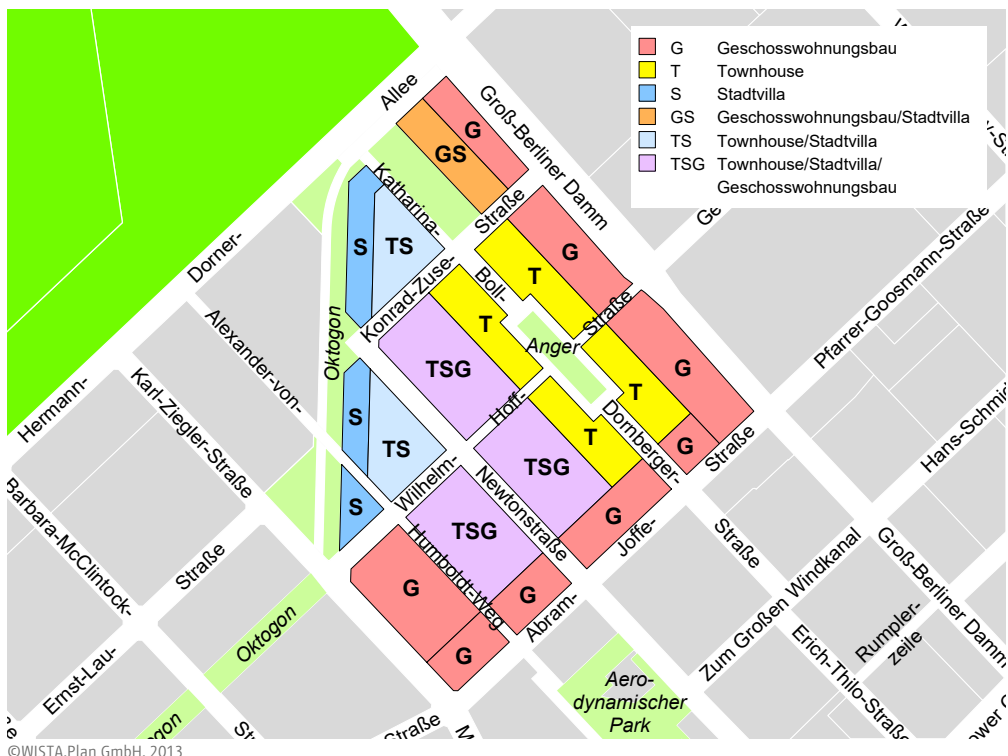 G Geschosswohnungsbau
T Townhouse
S Stadtvilla
GS Geschosswohnungsbau/Stadtvilla
TS Townhouse/Stadtvilla
TSG Townhouse/Stadtvilla/
Geschosswohnungsbau
Allee
Groß-Berliner Damm
G
GS
Katharina-
Straße
S
TS
Dorner-
Konrad-Zuse-
Boll-
T
G
Straße
Pfarrer-Goosmann-Straße
Oktogon
Alexander-von-
T
Anger
TSG
G
T
Hermann-
Karl-Ziegler-Straße
Hoff-
Dornberger-
Hans-Schmid
S
TS
T
G
Straße
Wilhelm-
TSG
Newtonstraße
Barbara-McClintock-
S
TSG
G
Joffe-
Straße
Straße
Humboldt-Weg
G
G
Abram-
Zum Großen Windkanal
Groß-Berliner Damm
Oktogon
G
Rumpler-
zeile
Erich-Thilo-Straße
Ernst-Lau-
Aero-
dynamischer
Park
Straße
©WISTA.Plan GmbH, 2013